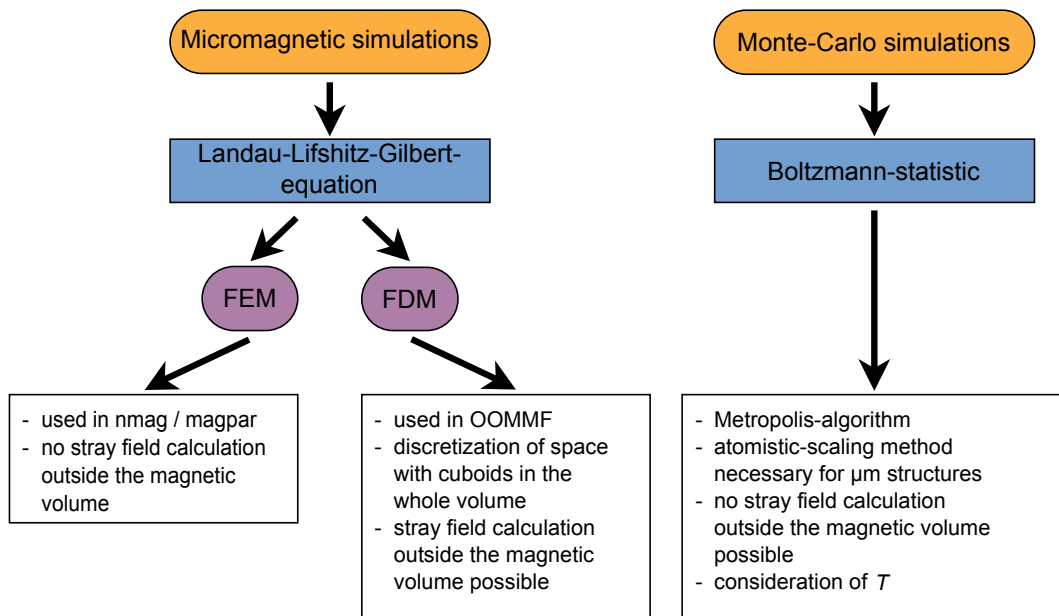 Micromagnetic simulations
Landau-Lifshitz-Gilbert-
equation
FEM
FDM
- used in nmag / magpar
- no stray field calculation
outside the magnetic
volume
- used in OOMMF
- discretization of space
with cuboids in the
whole volume
- stray field calculation
outside the magnetic
volume possible
Monte-Carlo simulations
Boltzmann-statistic
- Metropolis-algorithm
- atomistic-scaling method
necessary for µm structures
- no stray field calculation
outside the magnetic volume
possible
- consideration of T